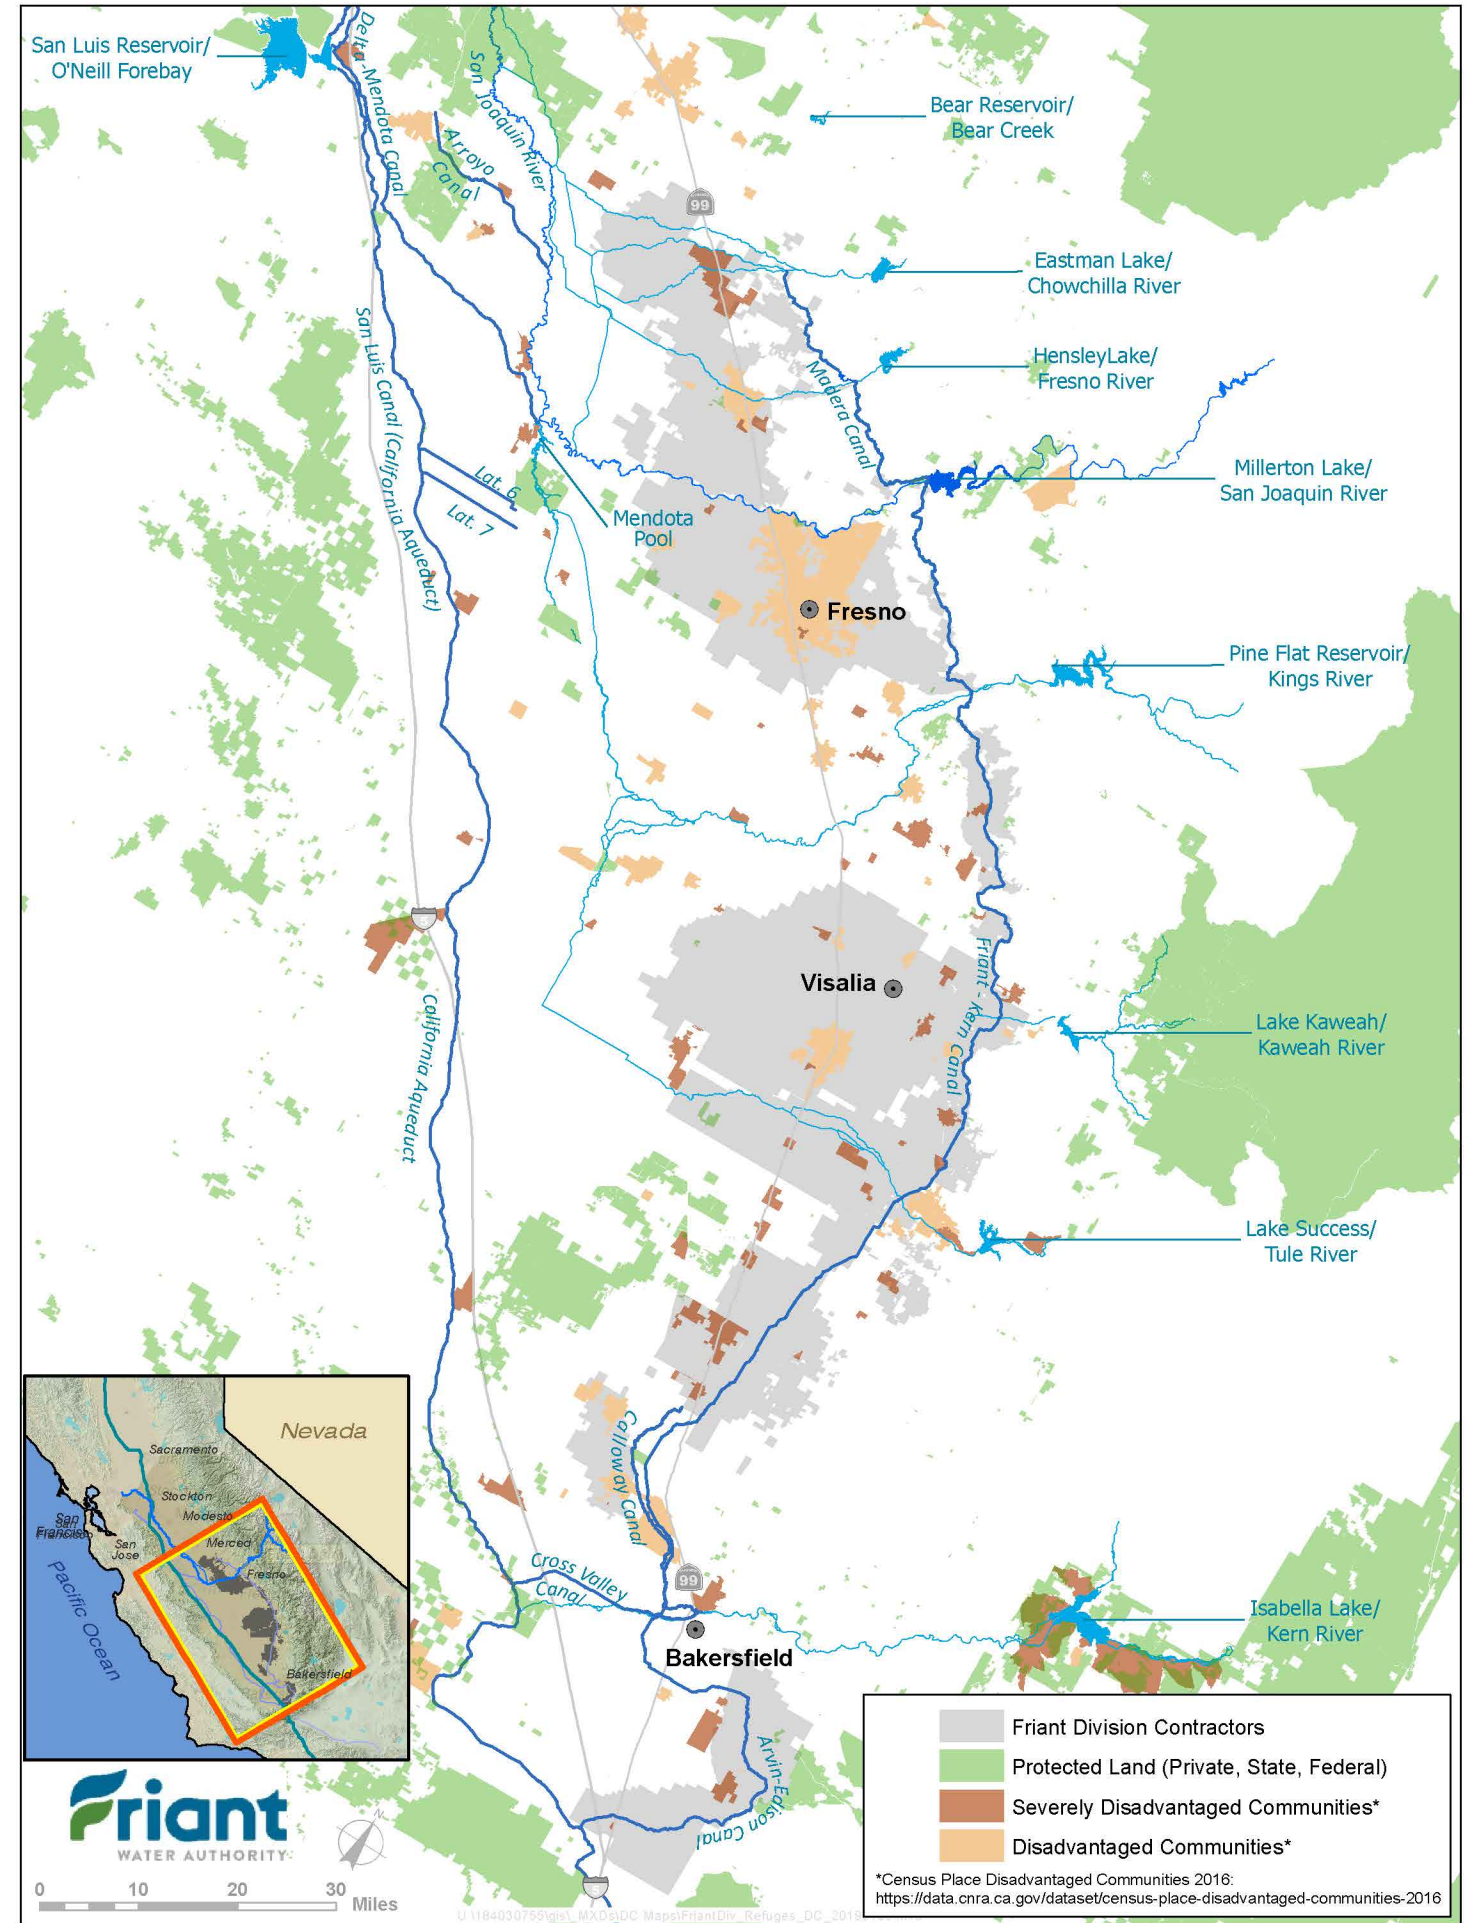 San Luis Reservoir/
O'Neill Forebay
Delta-Mendota Canal
San Joaquin River
Arroyo
Canal
Bear Reservoir/
Bear Creek
99
Eastman Lake/
Chowchilla River
HensleyLake/
Fresno River
Madera Canal
San Luis Canal (California Aqueduct)
Lat. 6
Lat. 7
Mendota
Pool
Millerton Lake/
San Joaquin River
Fresno
Pine Flat Reservoir/
Kings River
5
Visalia
Friant - Kern Canal
California Aqueduct
Lake Kaweah/
Kaweah River
Lake Success/
Tule River
Calloway Canal
Cross Valley
Canal
99
Bakersfield
Isabella Lake/
Kern River
Arvin-Edison Canal
5
Nevada
Sacramento
Stockton
Modesto
San
Francisco
San
Jose
Merced
Fresno
Bakersfield
Pacific Ocean
Friant
WATER AUTHORITY
N
0 10 20 30
Miles
Friant Division Contractors
Protected Land (Private, State, Federal)
Severely Disadvantaged Communities*
Disadvantaged Communities*
*Census Place Disadvantaged Communities 2016:
https://data.cnra.ca.gov/dataset/census-place-disadvantaged-communities-2016